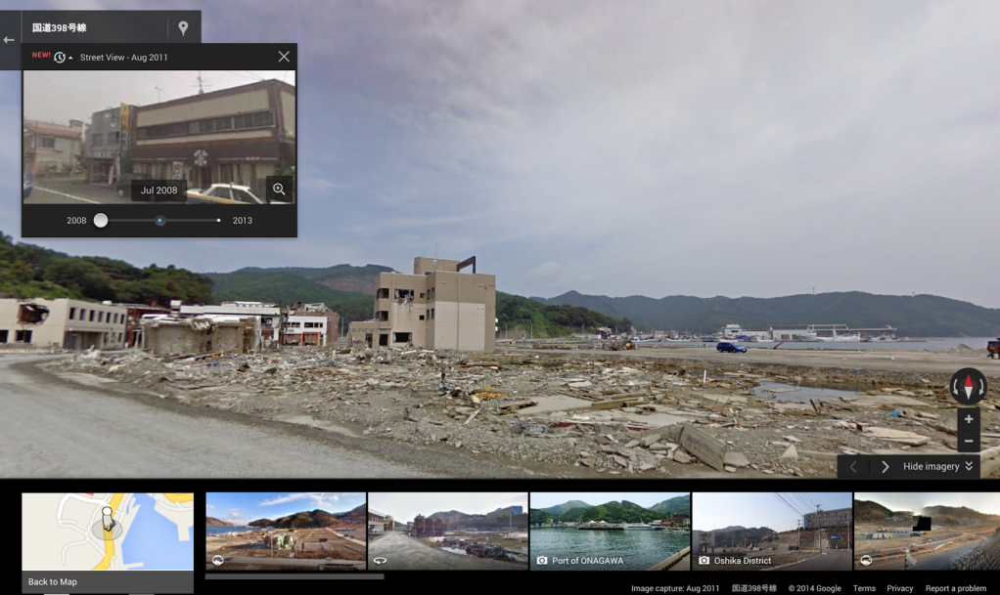 国道398号線
NEW! Street View - Aug 2011
Jul 2008
2008 2013
Hide imagery
Back to Map
Port of ONAGAWA
Oshika District
Image capture: Aug 2011 国道398号線 © 2014 Google Terms Privacy Report a problem